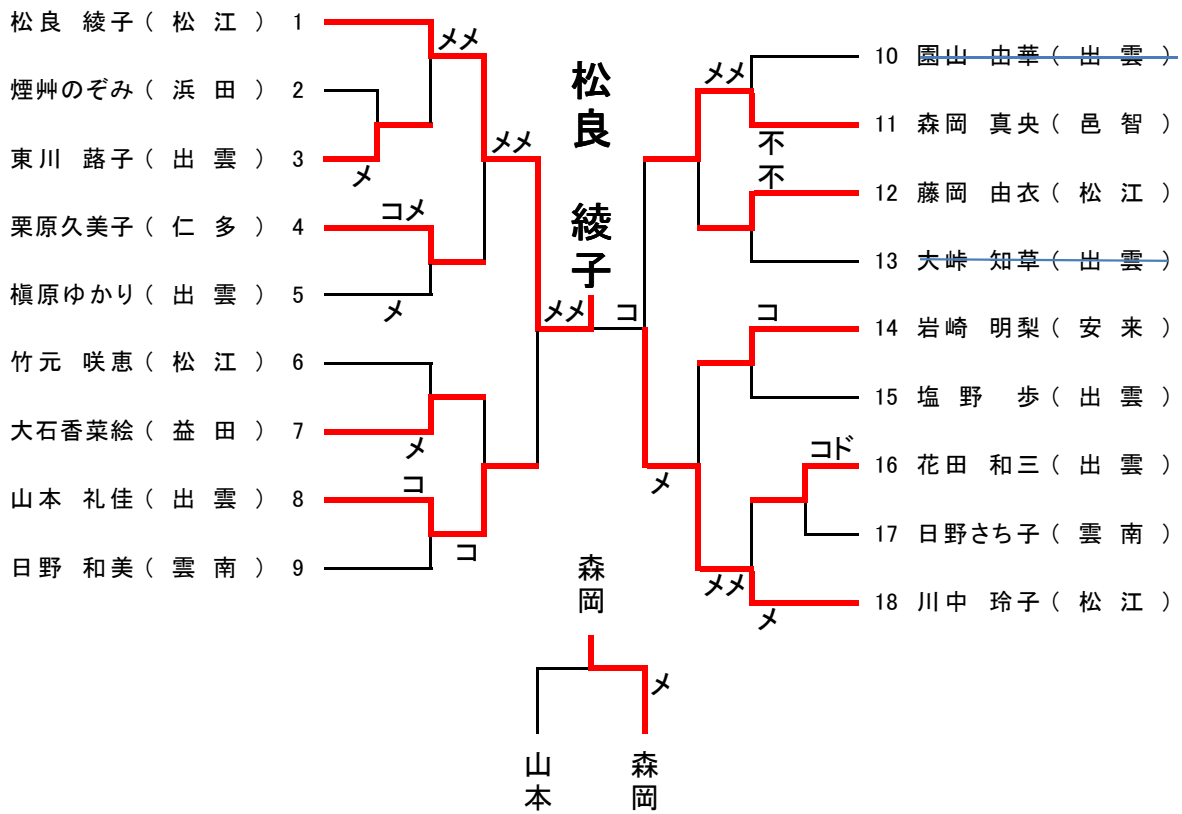 松良 綾子 ( 松 江 ) 1
煙艸のぞみ ( 浜 田 ) 2
東川 蕗子 ( 出 雲 ) 3
栗原久美子 ( 仁 多 ) 4
槇原ゆかり ( 出 雲 ) 5
竹元 咲恵 ( 松 江 ) 6
大石香菜絵 ( 益 田 ) 7
山本 礼佳 ( 出 雲 ) 8
日野 和美 ( 雲 南 ) 9
メメ
メ
メメ
コメ
メ
メ
コ
コ
メメ
松良 綾子
コ
メメ
不
不
コ
コド
メ
メメ
メ
10 園山 由華 ( 出 雲 )
11 森岡 真央 ( 邑 智 )
12 藤岡 由衣 ( 松 江 )
13 大峠 知草 ( 出 雲 )
14 岩崎 明梨 ( 安 来 )
15 塩野 歩 ( 出 雲 )
16 花田 和三 ( 出 雲 )
17 日野さち子 ( 雲 南 )
18 川中 玲子 ( 松 江 )
森岡
メ
山本
森岡